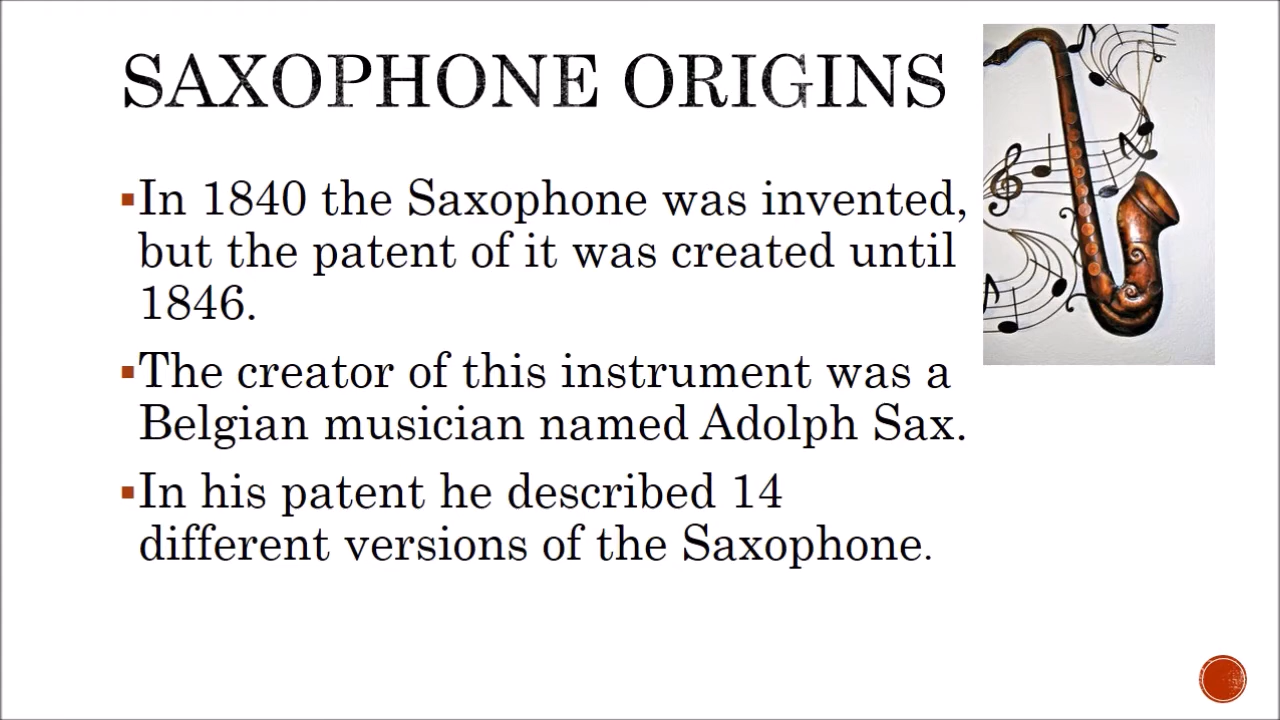 SAXOPHONE ORIGINS
▪In 1840 the Saxophone was invented,
but the patent of it was created until
1846.
▪The creator of this instrument was a
Belgian musician named Adolph Sax.
▪In his patent he described 14
different versions of the Saxophone.